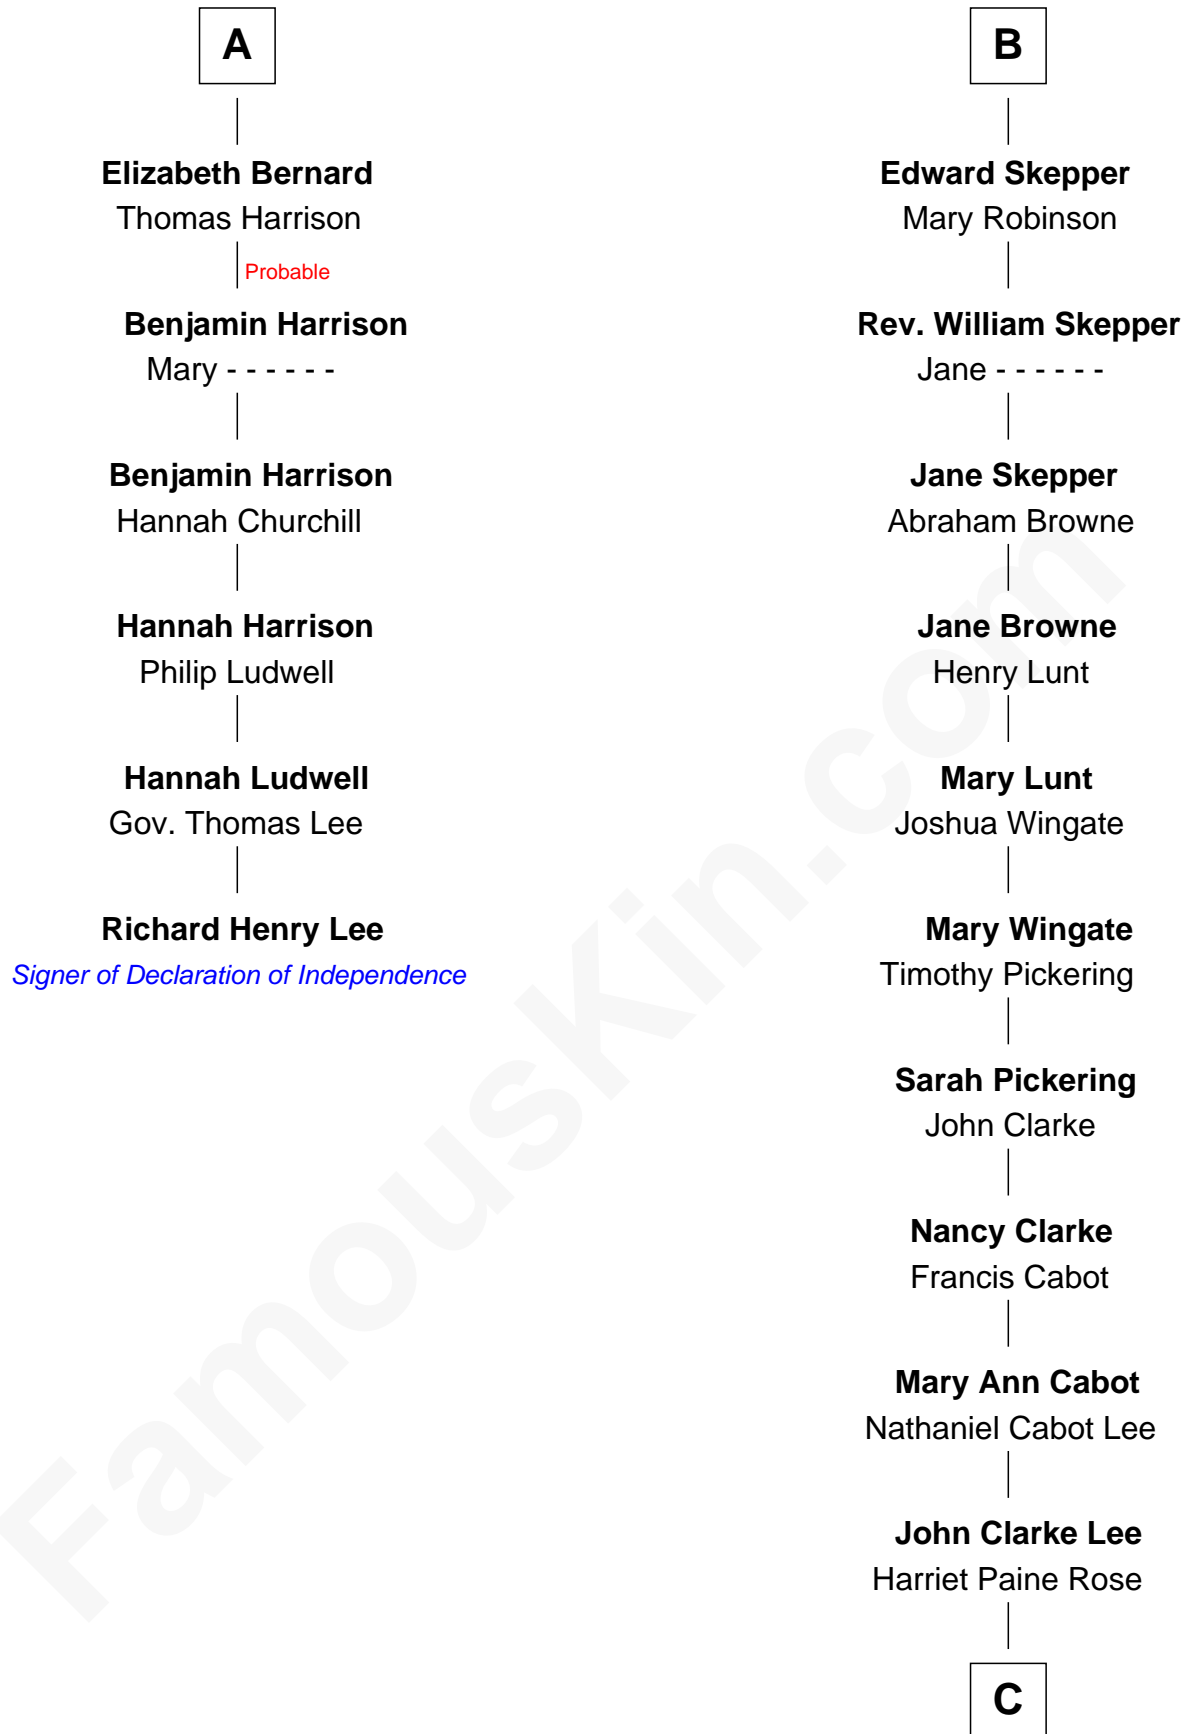 A
Elizabeth Bernard
Thomas Harrison
Probable
Benjamin Harrison
Mary - - - - - -
Benjamin Harrison
Hannah Churchill
Hannah Harrison
Philip Ludwell
Hannah Ludwell
Gov. Thomas Lee
Richard Henry Lee
Signer of Declaration of Independence
B
Edward Skepper
Mary Robinson
Rev. William Skepper
Jane - - - - - -
Jane Skepper
Abraham Browne
Jane Browne
Henry Lunt
Mary Lunt
Joshua Wingate
Mary Wingate
Timothy Pickering
Sarah Pickering
John Clarke
Nancy Clarke
Francis Cabot
Mary Ann Cabot
Nathaniel Cabot Lee
John Clarke Lee
Harriet Paine Rose
C
FamousKin.com